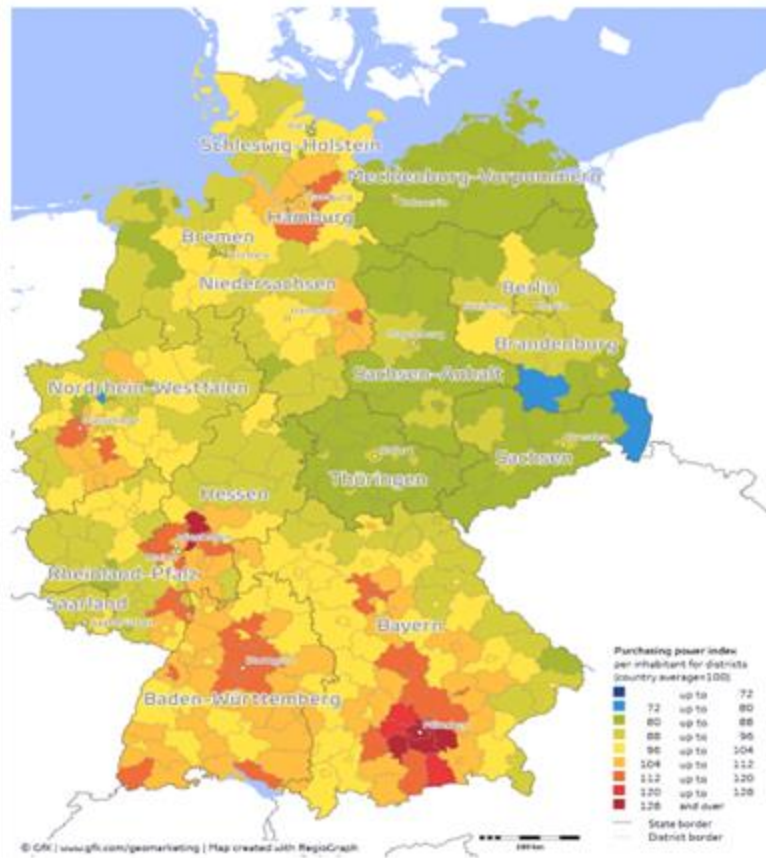 Schleswig-Holstein
Mecklenburg-Vorpommern
Hamburg
Bremen
Niedersachsen
Berlin
Brandenburg
Sachsen-Anhalt
Nordrhein-Westfalen
Sachsen
Thüringen
Hessen
Rheinland-Pfalz
Saarland
Bayern
Baden-Württemberg
Purchasing power index
per inhabitant for districts
(country average=100)
up to 72
72 up to 80
80 up to 88
88 up to 96
96 up to 104
104 up to 112
112 up to 120
120 up to 128
128 and over
State border
District border
© GfK | www.gfk.com/geomarketing | Map created with RegioGraph